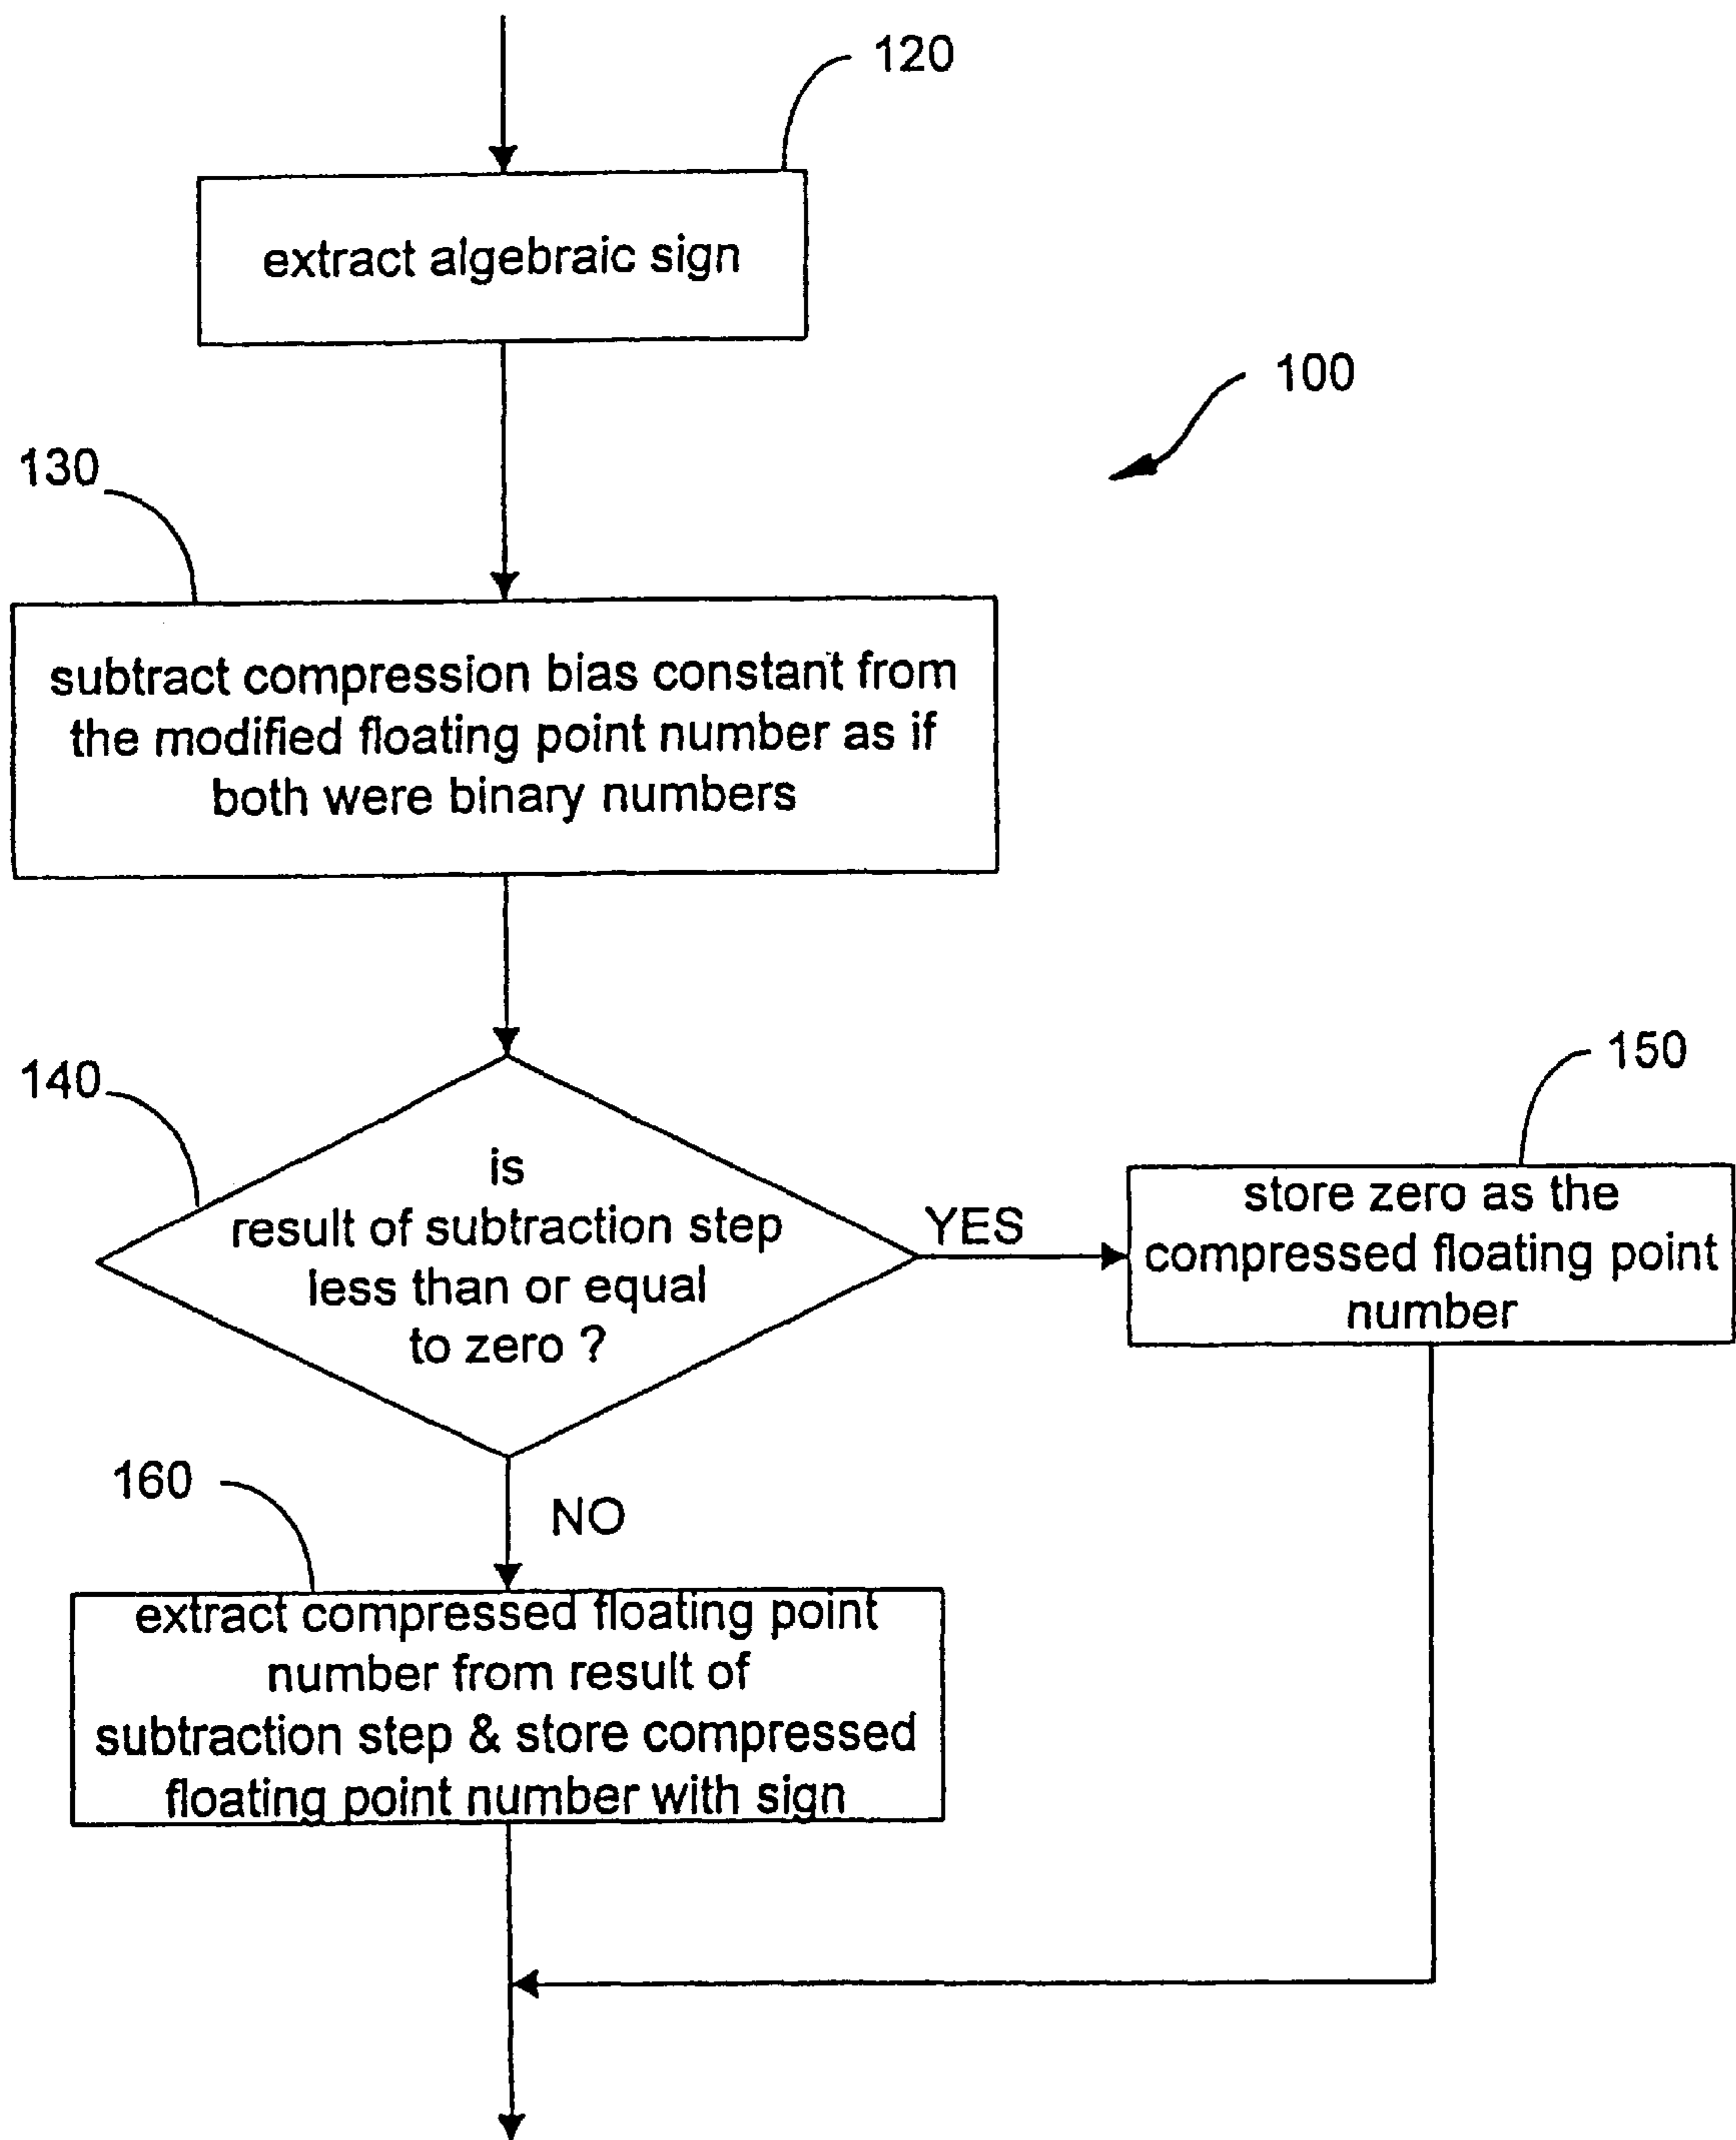 120
extract algebraic sign
100
130
subtract compression bias constant from
the modified floating point number as if
both were binary numbers
140
150
is
result of subtraction step
less than or equal
to zero ?
YES
store zero as the
compressed floating point
number
160
NO
extract compressed floating point
number from result of
subtraction step & store compressed
floating point number with sign